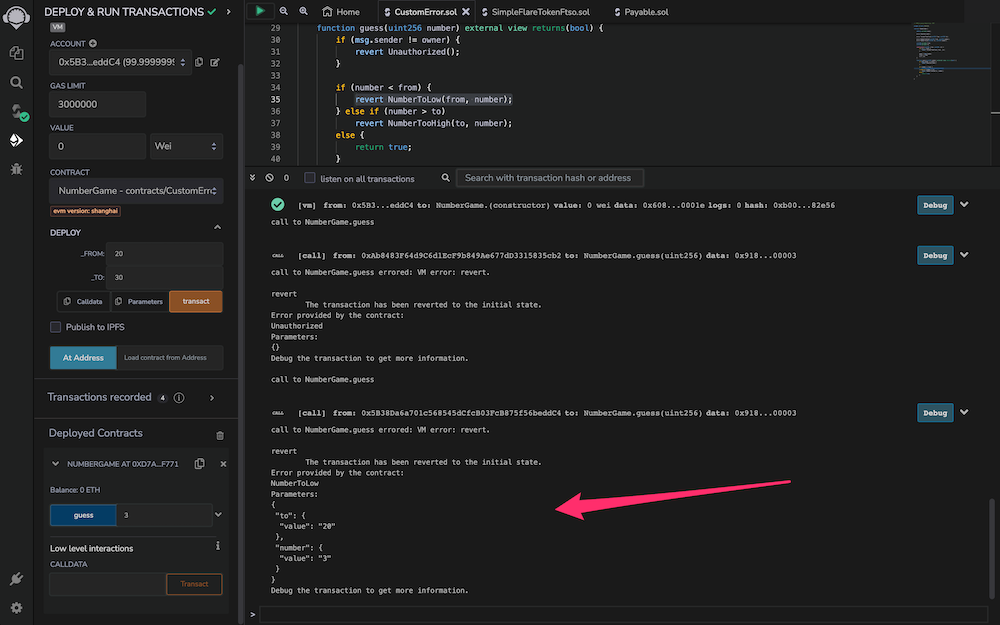 DEPLOY & RUN TRANSACTIONS
VM
ACCOUNT
0x5B3...eddC4 (99.9999999
GAS LIMIT
3000000
VALUE
0
Wei
CONTRACT
NumberGame - contracts/CustomErrc
evm version: shanghai
DEPLOY
_FROM:
20
_TO:
30
Calldata
Parameters
transact
Publish to IPFS
At Address
Load contract from Address
Transactions recorded
4
i
Deployed Contracts
NUMBERGAME AT 0XD7A...F771
Balance: 0 ETH
guess
3
Low level interactions
i
CALLDATA
Transact
Home
CustomError.sol
SimpleFlareTokenFtso.sol
Payable.sol
29 function guess(uint256 number) external view returns(bool) {
30 if (msg.sender != owner) {
31 revert Unauthorized();
32 }
33
34 if (number < from) {
35 revert NumberToLow(from, number);
36 } else if (number > to)
37 revert NumberTooHigh(to, number);
38 else {
39 return true;
40 }
0
listen on all transactions
Search with transaction hash or address
[vm] from: 0x5B3...eddC4 to: NumberGame.(constructor) value: 0 wei data: 0x608...0001e logs: 0 hash: 0xb00...82e56
Debug
call to NumberGame.guess
CALL [call] from: 0xAb8483F64d9C6d1EcF9b849Ae677dD3315835cb2 to: NumberGame.guess(uint256) data: 0x918...00003
Debug
call to NumberGame.guess errored: VM error: revert.
revert
The transaction has been reverted to the initial state.
Error provided by the contract:
Unauthorized
Parameters:
{}
Debug the transaction to get more information.
call to NumberGame.guess
CALL [call] from: 0x5B38Da6a701c568545dCfcB03FcB875f56beddC4 to: NumberGame.guess(uint256) data: 0x918...00003
Debug
call to NumberGame.guess errored: VM error: revert.
revert
The transaction has been reverted to the initial state.
Error provided by the contract:
NumberToLow
Parameters:
{
"to": {
"value": "20"
},
"number": {
"value": "3"
}
}
Debug the transaction to get more information.
>